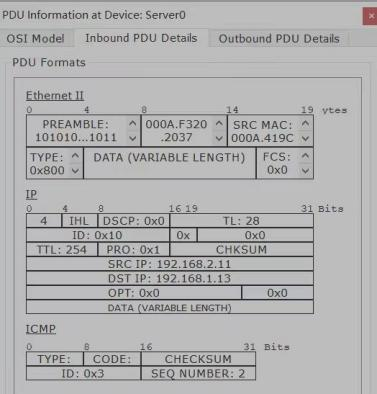 PDU Information at Device: Server0
OSI Model Inbound PDU Details Outbound PDU Details
PDU Formats
Ethernet II
0 4 8 14 19 ytes
PREAMBLE: 101010...1011 000A.F320 .2037 SRC MAC: 000A.419C
TYPE: 0x800 DATA (VARIABLE LENGTH) FCS: 0x0
IP
0 4 8 16 19 31 Bits
4 IHL DSCP: 0x0 TL: 28
ID: 0x10 0x 0x0
TTL: 254 PRO: 0x1 CHKSUM
SRC IP: 192.168.2.11
DST IP: 192.168.1.13
OPT: 0x0 0x0
DATA (VARIABLE LENGTH)
ICMP
0 8 16 31 Bits
TYPE: CODE: CHECKSUM
ID: 0x3 SEQ NUMBER: 2